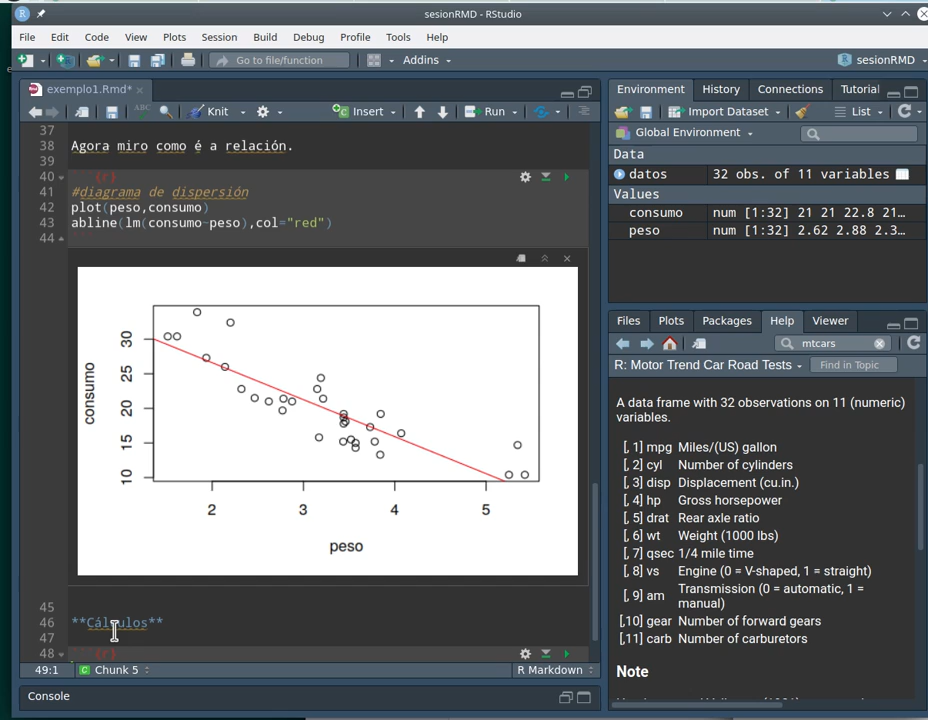 sesionRMD - RStudio
File Edit Code View Plots Session Build Debug Profile Tools Help
Go to file/function Addins sesionRMD
exemplo1.Rmd*
ABC Knit Insert Run
37
38 Agora miro como é a relación.
39
40 {r}
41 #diagrama de dispersión
42 plot(peso,consumo)
43 abline(lm(consumo~peso),col="red")
44
consumo
30
25
20
15
10
2 3 4 5
peso
45
46 **Cálculos**
47
48 {r}
49:1 Chunk 5 R Markdown
Console
Environment History Connections Tutorial
Import Dataset List
Global Environment
Data
datos 32 obs. of 11 variables
Values
consumo num [1:32] 21 21 22.8 21…
peso num [1:32] 2.62 2.88 2.3…
Files Plots Packages Help Viewer
mtcars
R: Motor Trend Car Road Tests Find in Topic
A data frame with 32 observations on 11 (numeric)
variables.
[, 1] mpg Miles/(US) gallon
[, 2] cyl Number of cylinders
[, 3] disp Displacement (cu.in.)
[, 4] hp Gross horsepower
[, 5] drat Rear axle ratio
[, 6] wt Weight (1000 lbs)
[, 7] qsec 1/4 mile time
[, 8] vs Engine (0 = V-shaped, 1 = straight)
[, 9] am Transmission (0 = automatic, 1 =
manual)
[,10] gear Number of forward gears
[,11] carb Number of carburetors
Note